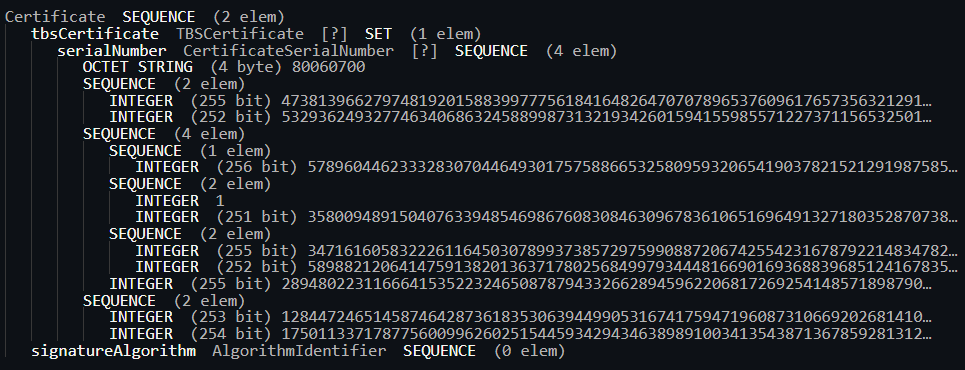 Certificate SEQUENCE (2 elem)
tbsCertificate TBSCertificate [?] SET (1 elem)
serialNumber CertificateSerialNumber [?] SEQUENCE (4 elem)
OCTET STRING (4 byte) 80060700
SEQUENCE (2 elem)
INTEGER (255 bit) 473813966279748192015883997775618416482647070789653760961765735632129​1…
INTEGER (252 bit) 532936249327746340686324588998731321934260159415598557122737115653250​1…
SEQUENCE (4 elem)
SEQUENCE (1 elem)
INTEGER (256 bit) 578960446233328307044649301757588665325809593206541903782152129198758​5…
SEQUENCE (2 elem)
INTEGER 1
INTEGER (251 bit) 358009489150407633948546986760830846309678361065169649132718035287073​8…
SEQUENCE (2 elem)
INTEGER (255 bit) 347161605832226116450307899373857297599088720674255423167879221483478​2…
INTEGER (252 bit) 589882120641475913820136371780256849979344481669016936883968512416783​5…
INTEGER (255 bit) 28948022311666415352232465087879433266289459622068172692541485718987​90…
SEQUENCE (2 elem)
INTEGER (253 bit) 128447246514587464287361835306394499053167417594719608731066920268141​0…
INTEGER (254 bit) 175011337178775600996260251544593429434638989100341354387136785928131​2…
signatureAlgorithm AlgorithmIdentifier SEQUENCE (0 elem)